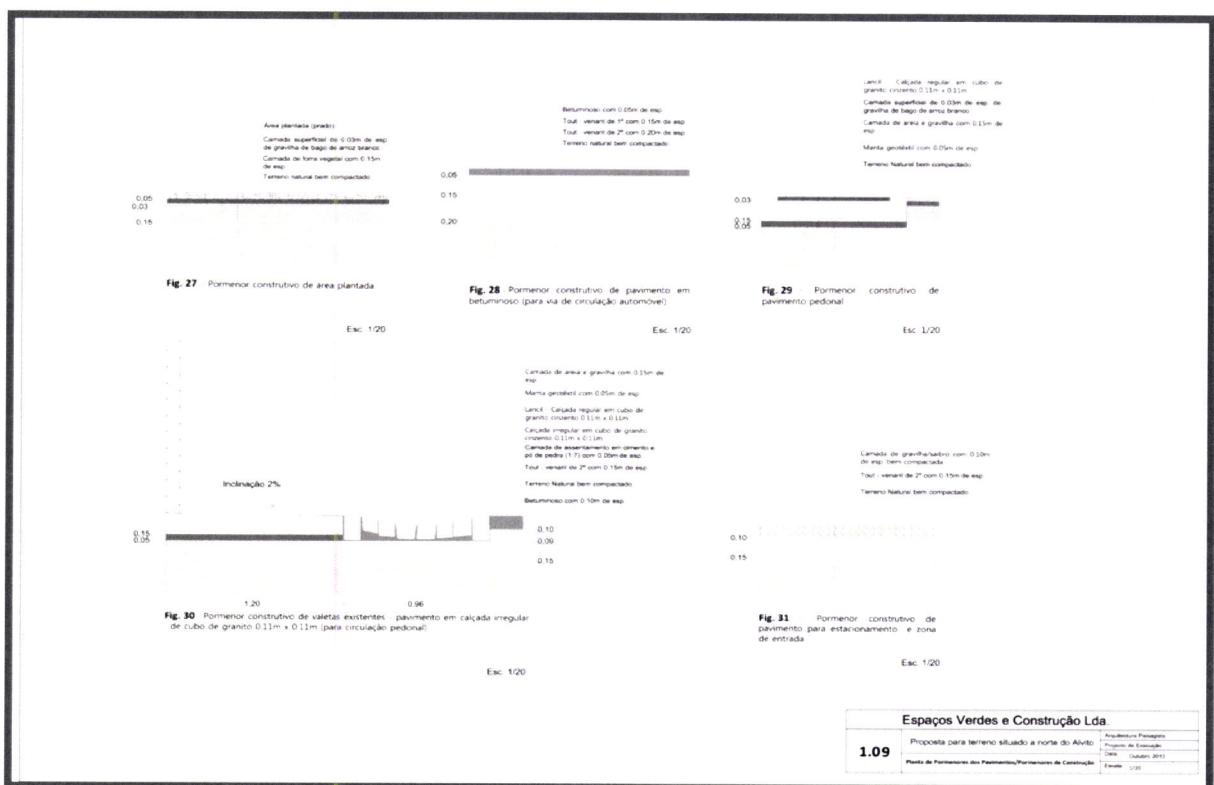 Área plantada (prado)
Camada superficial de 0.03m de esp
de gravilha de bago de arroz branco
Camada de terra vegetal com 0.15m
de esp
Terreno natural bem compactado
0,05
0,03
0,15
Fig. 27 Pormenor construtivo de área plantada
Esc. 1/20
Betuminoso com 0.05m de esp
Tout - venant de 1ª com 0.15m esp
Tout - venant de 2ª com 0.20m esp
Terreno natural bem compactado
0,05
0,15
0,20
Fig. 28 Pormenor construtivo de pavimento em
betuminoso (para via de circulação automóvel)
Esc. 1/20
Lancil - Calçada regular em cubo de
granito cinzento 0.11m x 0.11m
Camada superficial de 0.03m de esp. de
gravilha de bago de arroz branco
Camada de areia e gravilha com 0.15m de
esp
Manta geotêxtil com 0.05m de esp
Terreno Natural bem compactado
0,03
0,15
0,05
Fig. 29 Pormenor construtivo de
pavimento pedonal
Esc. 1/20
Camada de areia e gravilha com 0.15m de
esp
Manta geotêxtil com 0.05m de esp
Lancil - Calçada regular em cubo de
granito cinzento 0.11m x 0.11m
Calçada irregular em cubo de granito
cinzento 0.11m x 0.11m
Camada de assentamento em cimento e
pó de pedra (1:7) com 0.09m de esp
Tout - venant de 2ª com 0.15m de esp
Terreno Natural bem compactado
Betuminoso com 0.10m de esp
Inclinação 2%
0,15
0,05
0,10
0,09
0,15
1.20 0.96
Fig. 30 Pormenor construtivo de valetas existentes - pavimento em calçada irregular
de cubo de granito 0.11m x 0.11m (para circulação pedonal)
Esc. 1/20
Camada de gravilha/saibro com 0.10m
de esp. bem compactada
Tout - venant de 2ª com 0.15m de esp
Terreno Natural bem compactado
0,10
0,15
Fig. 31 Pormenor construtivo de
pavimento para estacionamento e zona
de entrada
Esc. 1/20
Espaços Verdes e Construção Lda.
1.09
Proposta para terreno situado a norte do Alvito
Planta de Pormenores dos Pavimentos/Pormenores de Construção
Arquitectura Paisagista
Projecto de Execução
Data Outubro
Escala 1/20